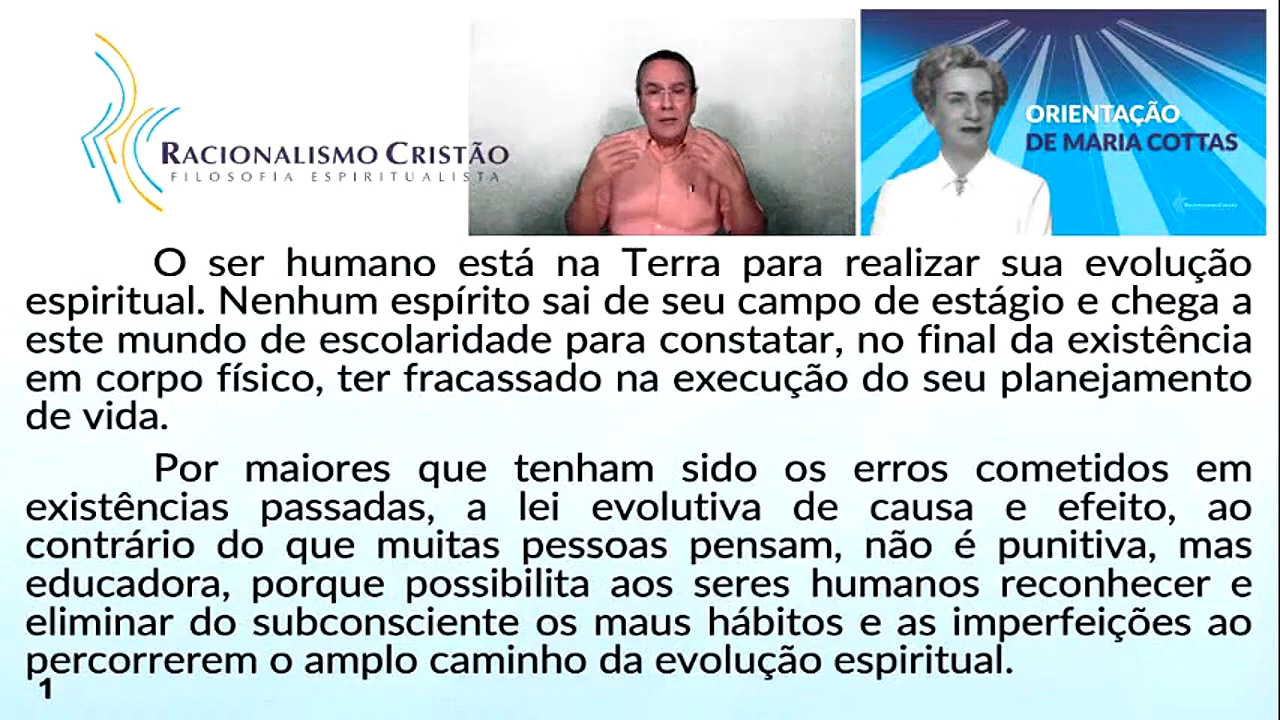 RACIONALISMO CRISTÃO
FILOSOFIA ESPIRITUALISTA
ORIENTAÇÃO
DE MARIA COTTAS
RACIONALISMO CRISTÃO
O ser humano está na Terra para realizar sua evolução
espiritual. Nenhum espírito sai de seu campo de estágio e chega a
este mundo de escolaridade para constatar, no final da existência
em corpo físico, ter fracassado na execução do seu planejamento
de vida.
Por maiores que tenham sido os erros cometidos em
existências passadas, a lei evolutiva de causa e efeito, ao
contrário do que muitas pessoas pensam, não é punitiva, mas
educadora, porque possibilita aos seres humanos reconhecer e
eliminar do subconsciente os maus hábitos e as imperfeições ao
percorrerem o amplo caminho da evolução espiritual.
1